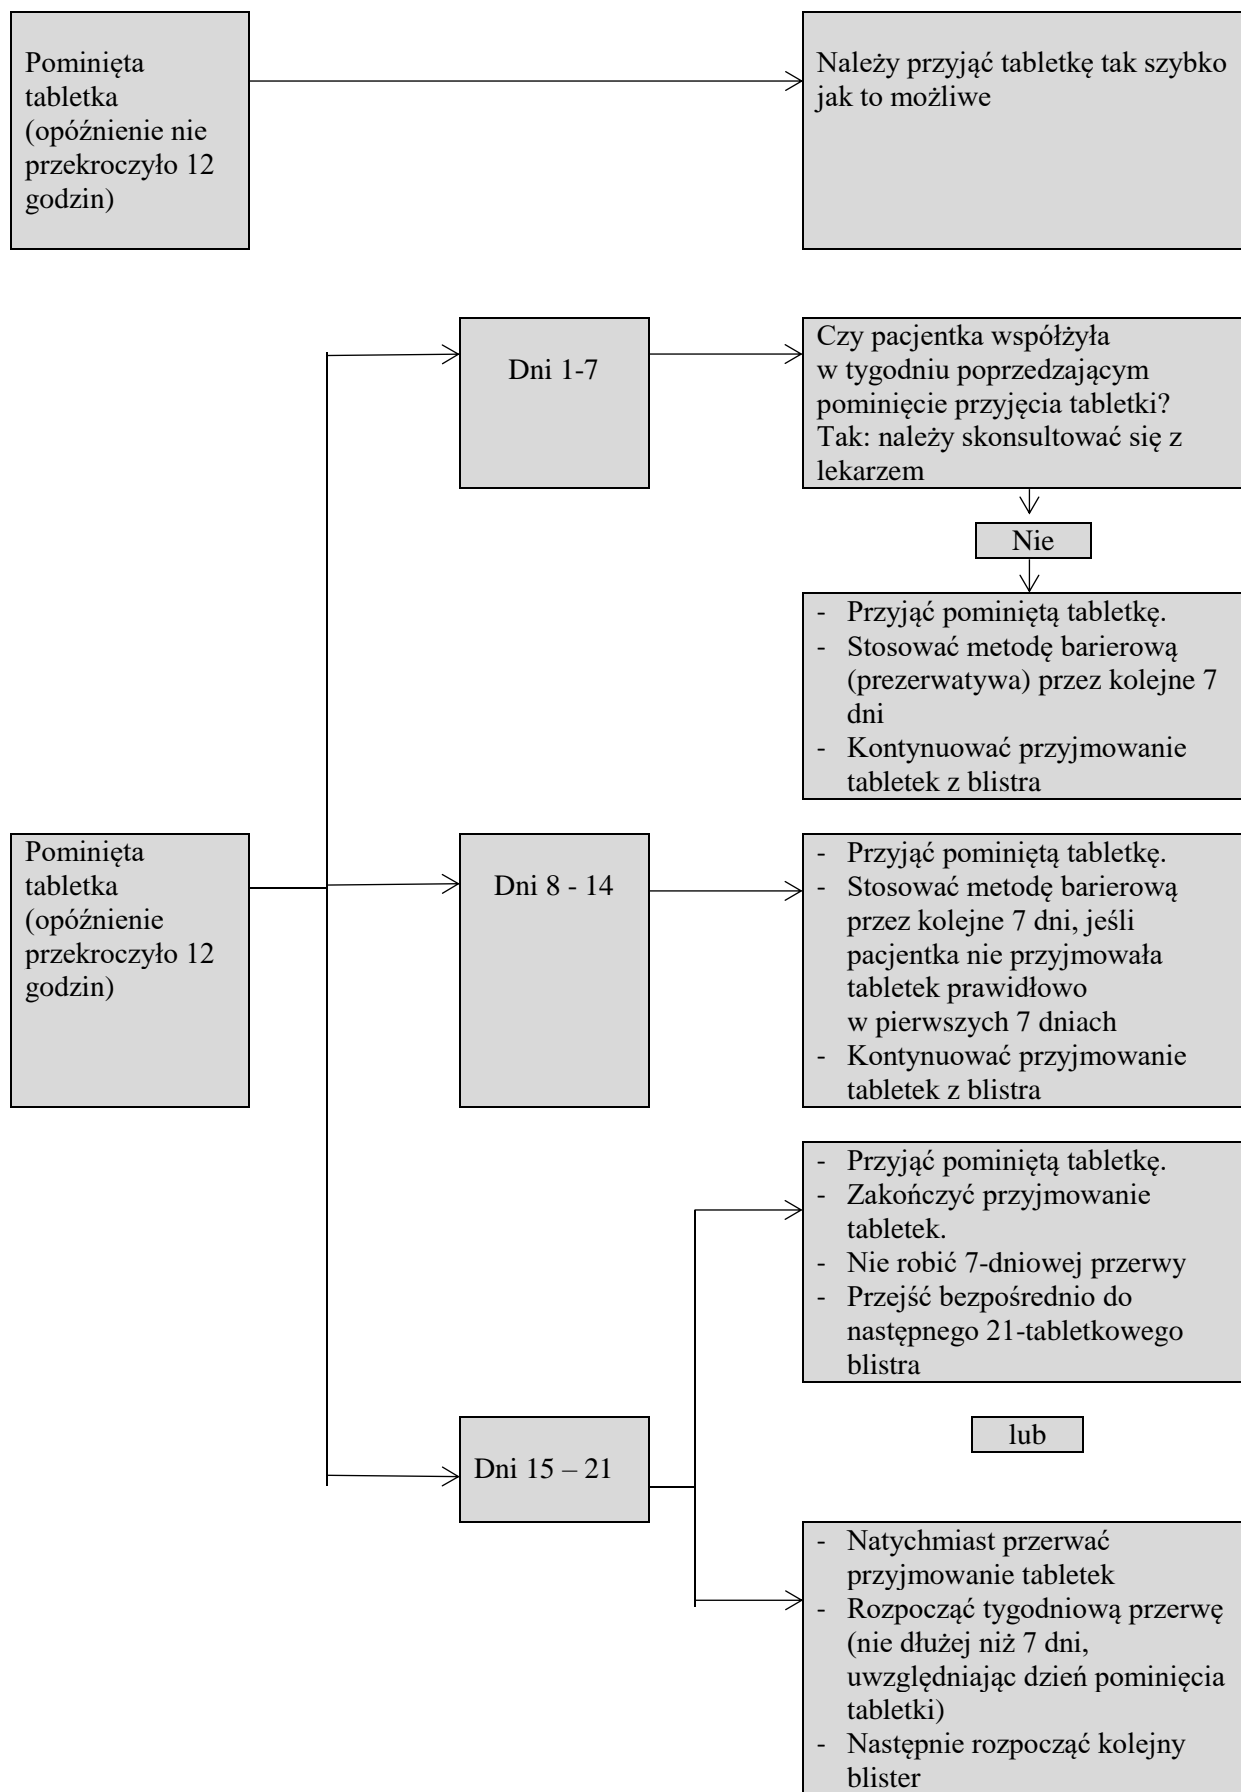 Pominięta
tabletka
(opóźnienie nie
przekroczyło 12
godzin)
Należy przyjąć tabletkę tak szybko
jak to możliwe
Dni 1-7
Czy pacjentka współżyła
w tygodniu poprzedzającym
pominięcie przyjęcia tabletki?
Tak: należy skonsultować się z
lekarzem
Nie
- Przyjąć pominiętą tabletkę.
- Stosować metodę barierową
(prezerwatywa) przez kolejne 7
dni
- Kontynuować przyjmowanie
tabletek z blistra
Pominięta
tabletka
(opóźnienie
przekroczyło 12
godzin)
Dni 8 - 14
- Przyjąć pominiętą tabletkę.
- Stosować metodę barierową
przez kolejne 7 dni, jeśli
pacjentka nie przyjmowała
tabletek prawidłowo
w pierwszych 7 dniach
- Kontynuować przyjmowanie
tabletek z blistra
Dni 15 – 21
- Przyjąć pominiętą tabletkę.
- Zakończyć przyjmowanie
tabletek.
- Nie robić 7-dniowej przerwy
- Przejść bezpośrednio do
następnego 21-tabletkowego
blistra
lub
- Natychmiast przerwać
przyjmowanie tabletek
- Rozpocząć tygodniową przerwę
(nie dłużej niż 7 dni,
uwzględniając dzień pominięcia
tabletki)
- Następnie rozpocząć kolejny
blister